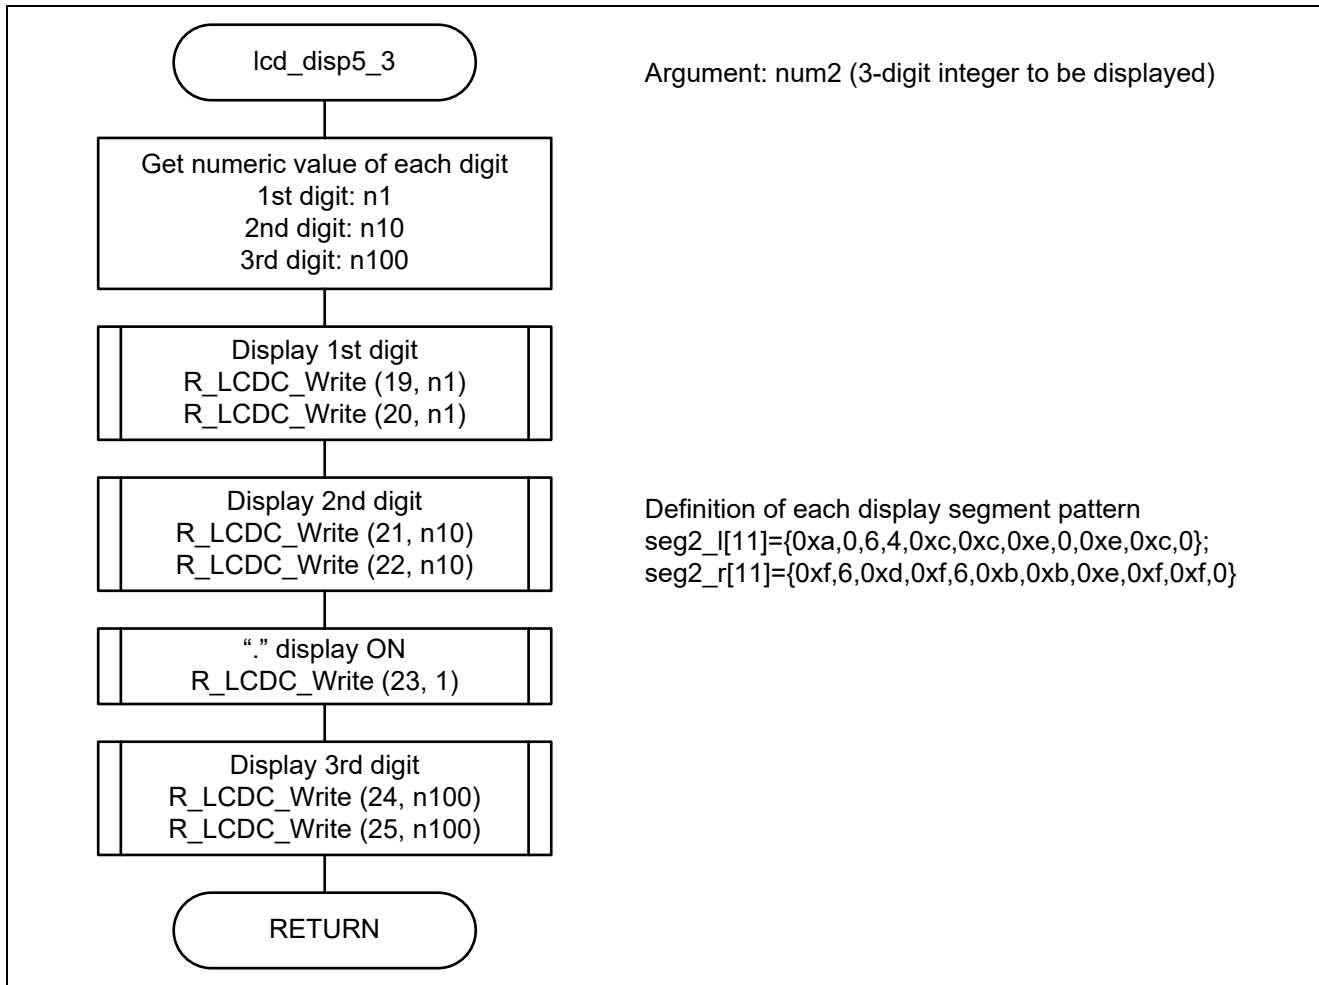 lcd_disp5_3
Argument: num2 (3-digit integer to be displayed)
Get numeric value of each digit
1st digit: n1
2nd digit: n10
3rd digit: n100
Display 1st digit
R_LCDC_Write (19, n1)
R_LCDC_Write (20, n1)
Display 2nd digit
R_LCDC_Write (21, n10)
R_LCDC_Write (22, n10)
Definition of each display segment pattern
seg2_l[11]={0xa,0,6,4,0xc,0xc,0xe,0,0xe,0xc,0};
seg2_r[11]={0xf,6,0xd,0xf,6,0xb,0xb,0xe,0xf,0xf,0}
“.” display ON
R_LCDC_Write (23, 1)
Display 3rd digit
R_LCDC_Write (24, n100)
R_LCDC_Write (25, n100)
RETURN